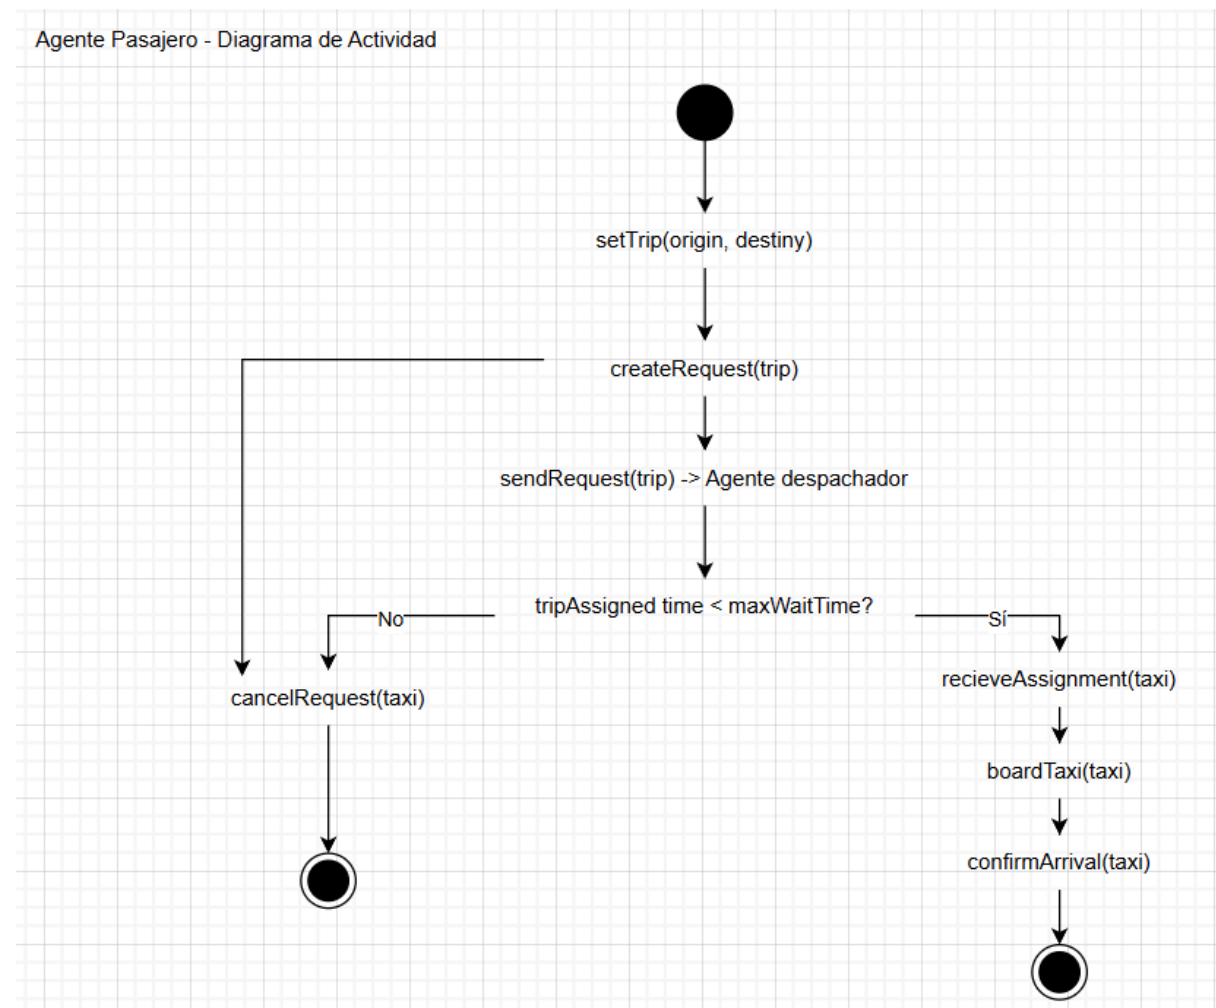 Agente Pasajero - Diagrama de Actividad
setTrip(origin, destiny)
createRequest(trip)
sendRequest(trip) -> Agente despachador
tripAssigned time < maxWaitTime?
No
Sí
recieveAssignment(taxi)
cancelRequest(taxi)
boardTaxi(taxi)
confirmArrival(taxi)